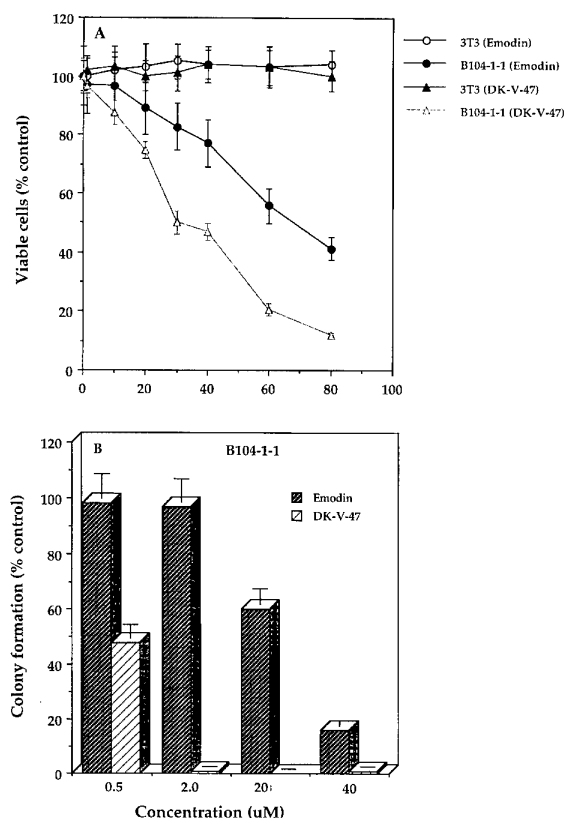 A
120
100
80
60
40
20
0
Viable cells (% control)
0 20 40 60 80 100
3T3 (Emodin)
B104-1-1 (Emodin)
3T3 (DK-V-47)
B104-1-1 (DK-V-47)
B
B104-1-1
120
100
80
60
40
20
0
Colony formation (% control)
Emodin
DK-V-47
0.5 2.0 20 40
Concentration (uM)